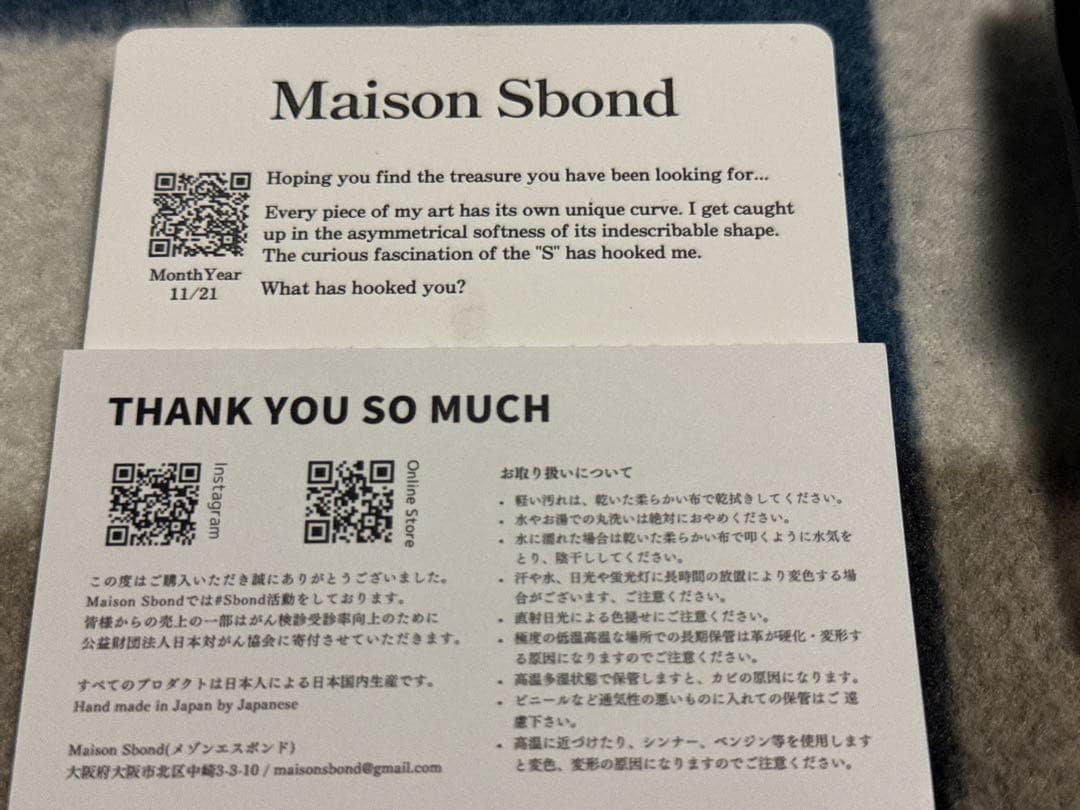 Maison Sbond
Hoping you find the treasure you have been looking for...
Every piece of my art has its own unique curve. I get caught
up in the asymmetrical softness of its indescribable shape.
The curious fascination of the "S" has hooked me.
What has hooked you?
MonthYear
11/21
THANK YOU SO MUCH
Instagram
Online Store
この度はご購入いただき誠にありがとうございました。
Maison Sbondでは#Sbond活動をしております。
皆様からの売上の一部はがん検診受診率向上のために
公益財団法人日本対がん協会に寄付させていただきます。
すべてのプロダクトは日本人による日本国内生産です。
Hand made in Japan by Japanese
Maison Sbond(メゾンエスボンド)
大阪府大阪市北区中崎3-3-10 / maisonsbond@gmail.com
お取り扱いについて
・軽い汚れは、乾いた柔らかい布で乾拭きしてください。
・水やお湯での丸洗いは絶対におやめください。
・水に濡れた場合は乾いた柔らかい布で叩くように水気を
とり、陰干ししてください。
・汗や水、日光や蛍光灯に長時間の放置により変色する場
合がございます、ご注意ください。
・直射日光による色褪せにご注意ください。
・極度の低温高温な場所での長期保管は革が硬化・変形す
る原因になりますのでご注意ください。
・高温多湿状態で保管しますと、カビの原因になります。
・ビニールなど通気性の悪いものに入れての保管はご 遠
慮下さい。
・高温に近づけたり、シンナー、ベンジン等を使用します
と変色、変形の原因になりますのでご注意ください。